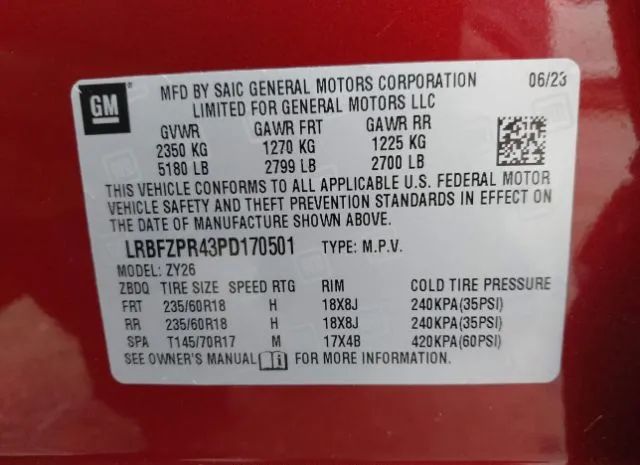 GM
MFD BY SAIC GENERAL MOTORS CORPORATION 06/23
LIMITED FOR GENERAL MOTORS LLC
GVWR GAWR FRT GAWR RR
2350 KG 1270 KG 1225 KG
5180 LB 2799 LB 2700 LB
THIS VEHICLE CONFORMS TO ALL APPLICABLE U.S. FEDERAL MOTOR
VEHICLE SAFETY AND THEFT PREVENTION STANDARDS IN EFFECT ON
THE DATE OF MANUFACTURE SHOWN ABOVE.
LRBFZPR43PD170501 TYPE: M.P.V.
MODEL: ZY26
ZBDQ TIRE SIZE SPEED RTG RIM COLD TIRE PRESSURE
FRT 235/60R18 H 18X8J 240KPA(35PSI)
RR 235/60R18 H 18X8J 240KPA(35PSI)
SPA T145/70R17 M 17X4B 420KPA(60PSI)
SEE OWNER'S MANUAL FOR MORE INFORMATION.